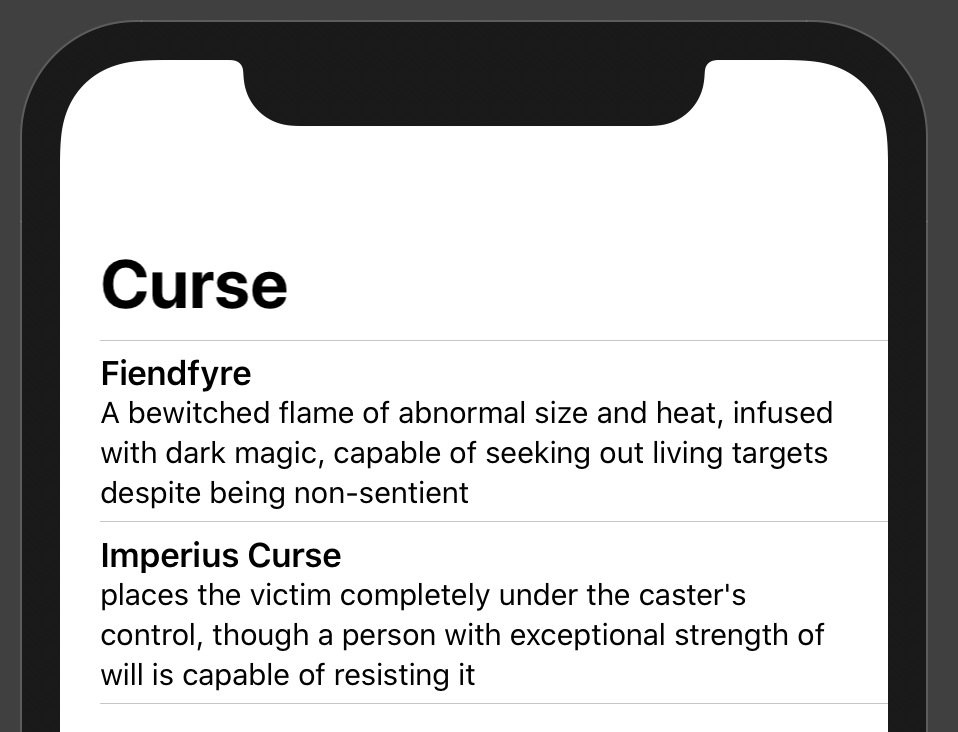 Curse
Fiendfyre
A bewitched flame of abnormal size and heat, infused
with dark magic, capable of seeking out living targets
despite being non-sentient
Imperius Curse
places the victim completely under the caster's
control, though a person with exceptional strength of
will is capable of resisting it